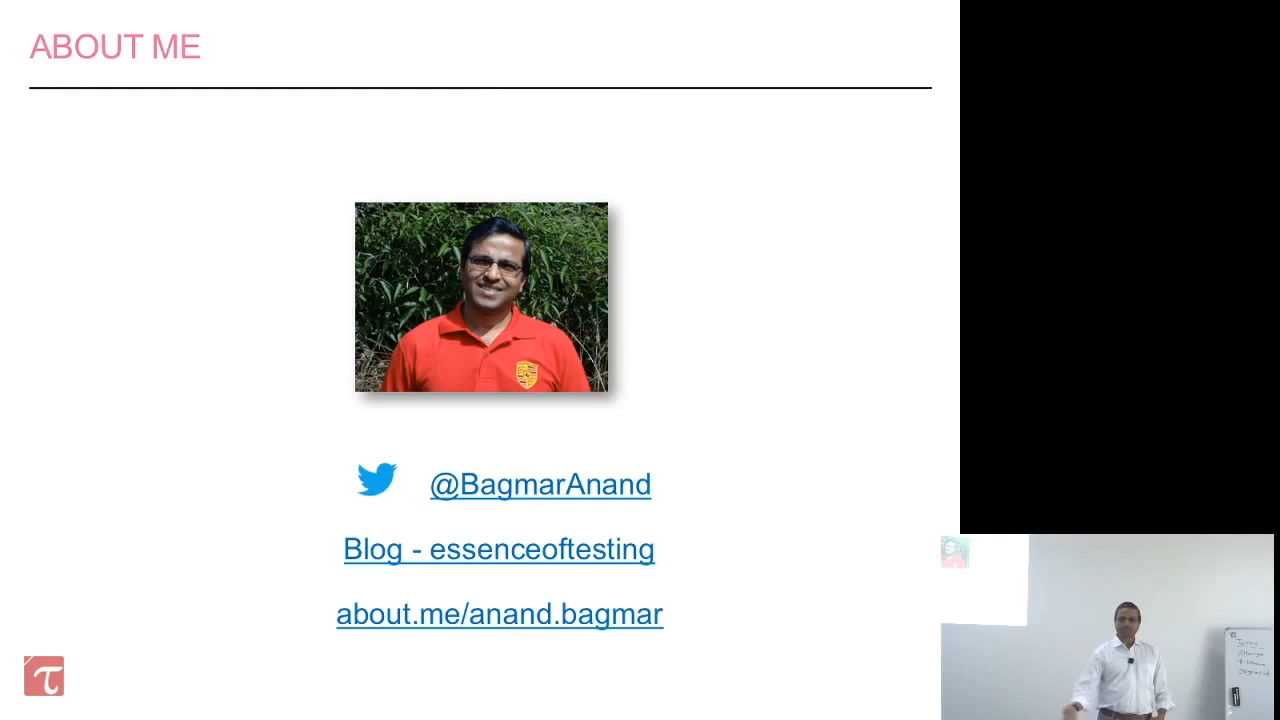 ABOUT ME
@BagmarAnand
Blog - essenceoftesting
about.me/anand.bagmar
τ